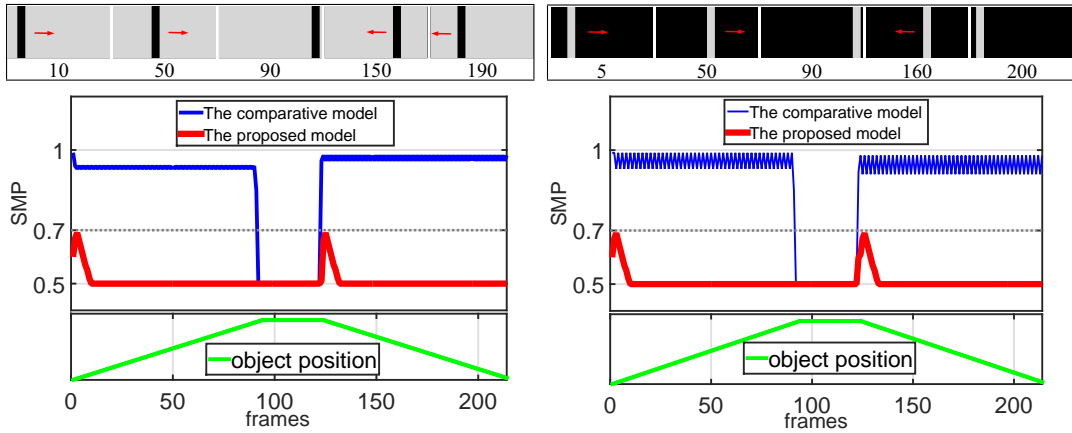 10 50 90 150 190
The comparative model
The proposed model
1
0.7
0.5
SMP
object position
0 50 100 150 200
frames
5 50 90 160 200
The comparative model
The proposed model
1
0.7
0.5
SMP
object position
0 50 100 150 200
frames